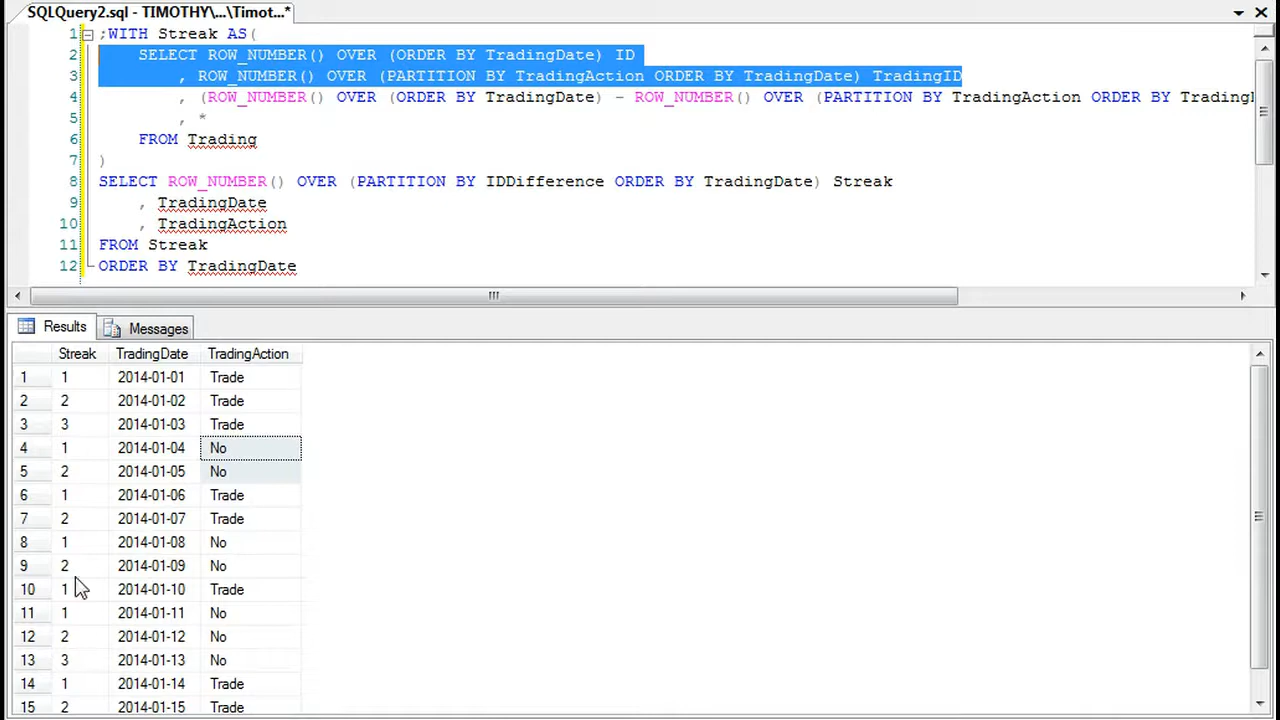 SQLQuery2.sql - TIMOTHY\...\Timot...*
1 ;WITH Streak AS(
2 SELECT ROW_NUMBER() OVER (ORDER BY TradingDate) ID
3 , ROW_NUMBER() OVER (PARTITION BY TradingAction ORDER BY TradingDate) TradingID
4 , (ROW_NUMBER() OVER (ORDER BY TradingDate) - ROW_NUMBER() OVER (PARTITION BY TradingAction ORDER BY Trading
5 , *
6 FROM Trading
7 )
8 SELECT ROW_NUMBER() OVER (PARTITION BY IDDifference ORDER BY TradingDate) Streak
9 , TradingDate
10 , TradingAction
11 FROM Streak
12 ORDER BY TradingDate
Results Messages
Streak TradingDate TradingAction
1 1 2014-01-01 Trade
2 2 2014-01-02 Trade
3 3 2014-01-03 Trade
4 1 2014-01-04 No
5 2 2014-01-05 No
6 1 2014-01-06 Trade
7 2 2014-01-07 Trade
8 1 2014-01-08 No
9 2 2014-01-09 No
10 1 2014-01-10 Trade
11 1 2014-01-11 No
12 2 2014-01-12 No
13 3 2014-01-13 No
14 1 2014-01-14 Trade
15 2 2014-01-15 Trade